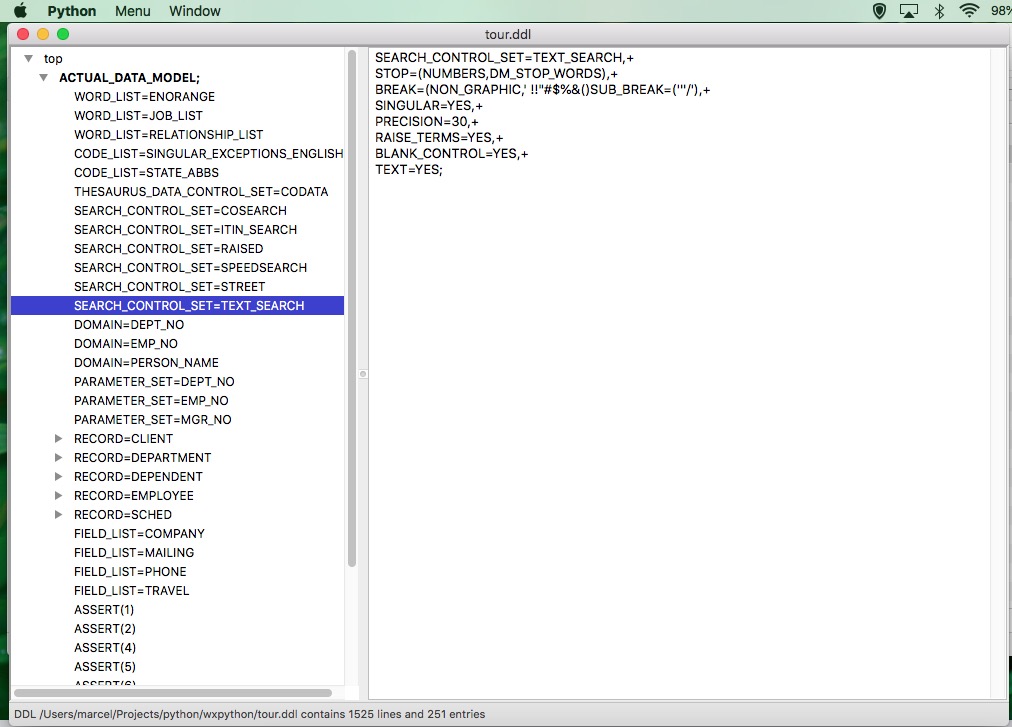 Python Menu Window 98%
tour.ddl
top
ACTUAL_DATA_MODEL;
WORD_LIST=ENORANGE
WORD_LIST=JOB_LIST
WORD_LIST=RELATIONSHIP_LIST
CODE_LIST=SINGULAR_EXCEPTIONS_ENGLISH
CODE_LIST=STATE_ABBS
THESAURUS_DATA_CONTROL_SET=CODATA
SEARCH_CONTROL_SET=COSEARCH
SEARCH_CONTROL_SET=ITIN_SEARCH
SEARCH_CONTROL_SET=RAISED
SEARCH_CONTROL_SET=SPEEDSEARCH
SEARCH_CONTROL_SET=STREET
SEARCH_CONTROL_SET=TEXT_SEARCH
DOMAIN=DEPT_NO
DOMAIN=EMP_NO
DOMAIN=PERSON_NAME
PARAMETER_SET=DEPT_NO
PARAMETER_SET=EMP_NO
PARAMETER_SET=MGR_NO
RECORD=CLIENT
RECORD=DEPARTMENT
RECORD=DEPENDENT
RECORD=EMPLOYEE
RECORD=SCHED
FIELD_LIST=COMPANY
FIELD_LIST=MAILING
FIELD_LIST=PHONE
FIELD_LIST=TRAVEL
ASSERT(1)
ASSERT(2)
ASSERT(4)
ASSERT(5)
ASSERT(6)
SEARCH_CONTROL_SET=TEXT_SEARCH,+
STOP=(NUMBERS,DM_STOP_WORDS),+
BREAK=(NON_GRAPHIC,' !!"#$%&()SUB_BREAK=('''/'),+
SINGULAR=YES,+
PRECISION=30,+
RAISE_TERMS=YES,+
BLANK_CONTROL=YES,+
TEXT=YES;
DDL /Users/marcel/Projects/python/wxpython/tour.ddl contains 1525 lines and 251 entries